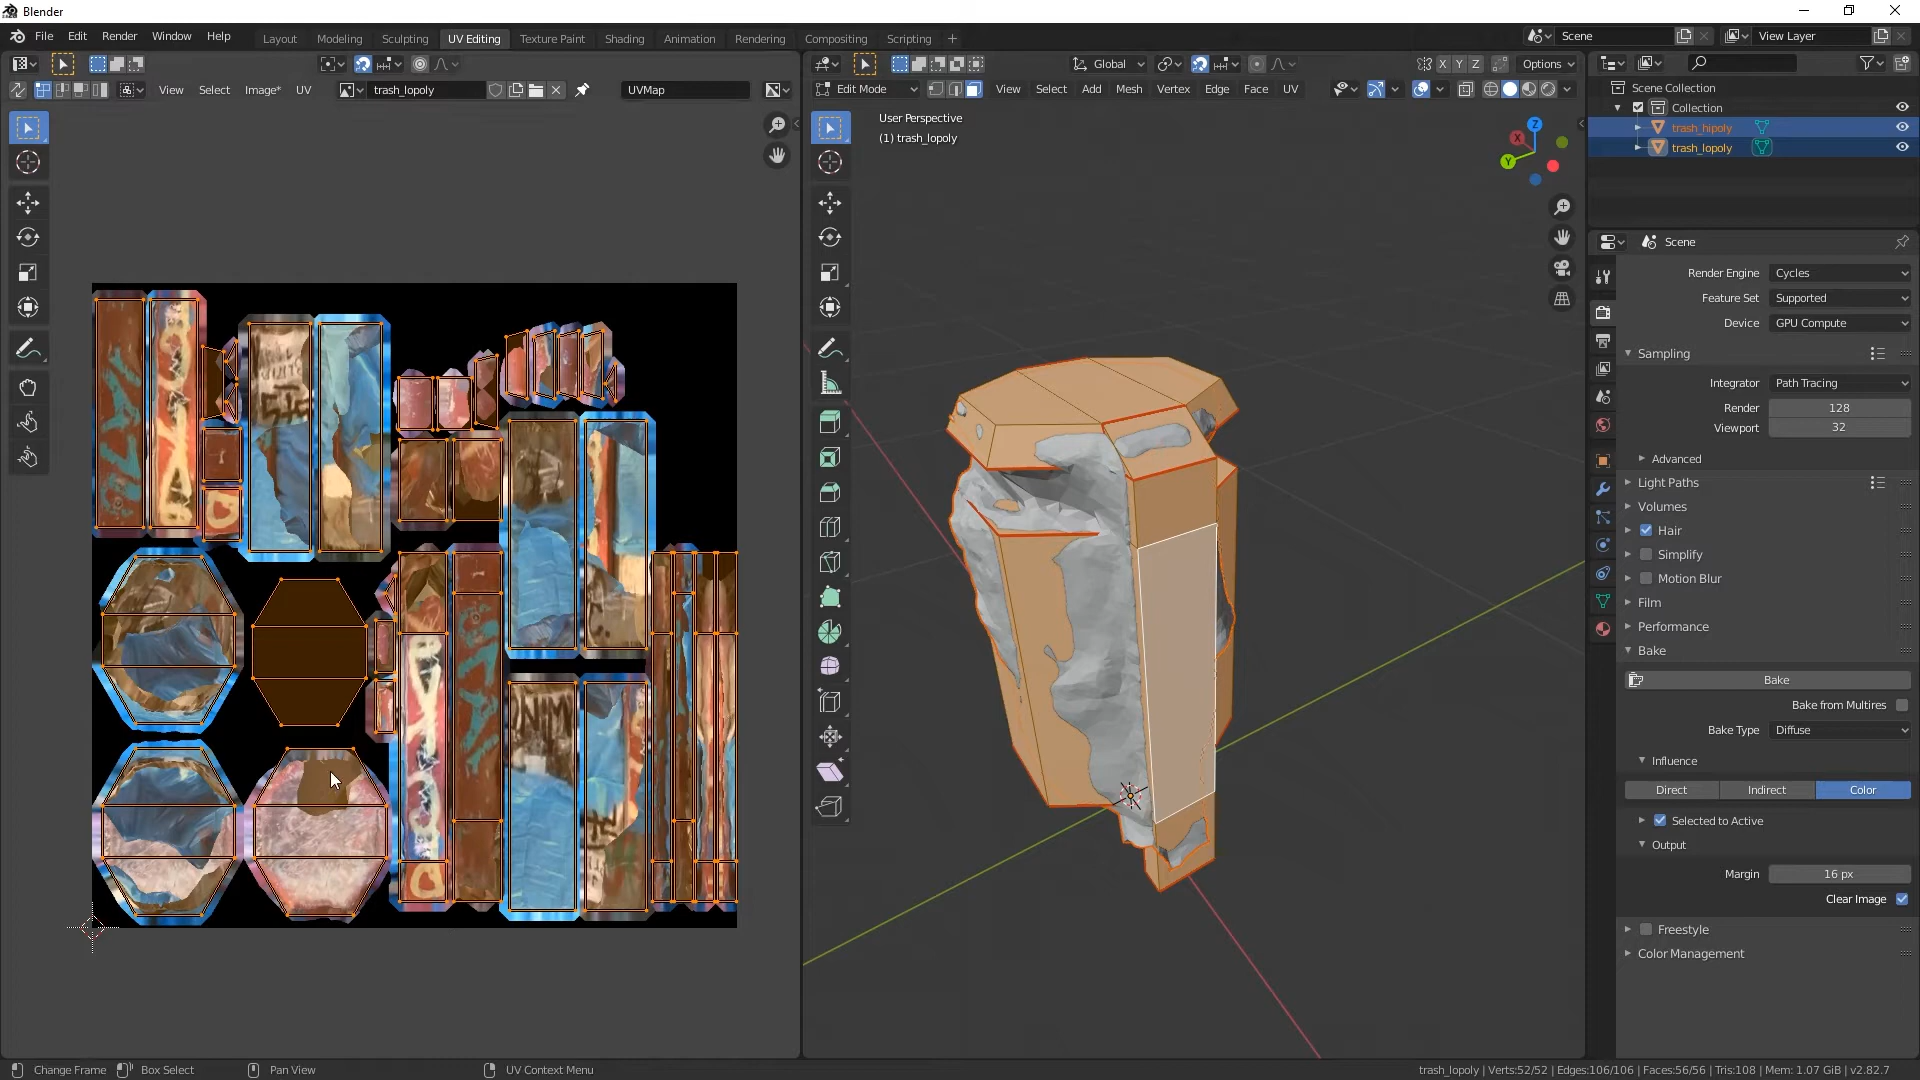 Blender
File Edit Render Window Help
Layout Modeling Sculpting UV Editing Texture Paint Shading Animation Rendering Compositing Scripting +
Scene View Layer
Global X Y Z Options
View Select Image* UV trash_lopoly UVMap
Edit Mode View Select Add Mesh Vertex Edge Face UV
User Perspective
(1) trash_lopoly
Z
X
Y
Scene Collection
Collection
trash_hipoly
trash_lopoly
Scene
Render Engine Cycles
Feature Set Supported
Device GPU Compute
Sampling
Integrator Path Tracing
Render 128
Viewport 32
Advanced
Light Paths
Volumes
Hair
Simplify
Motion Blur
Film
Performance
Bake
Bake
Bake from Multires
Bake Type Diffuse
Influence
Direct Indirect Color
Selected to Active
Output
Margin 16 px
Clear Image
Freestyle
Color Management
Change Frame Box Select Pan View UV Context Menu
trash_lopoly | Verts:52/52 | Edges:106/106 | Faces:56/56 | Tris:108 | Mem: 1.07 GiB | v2.82.7